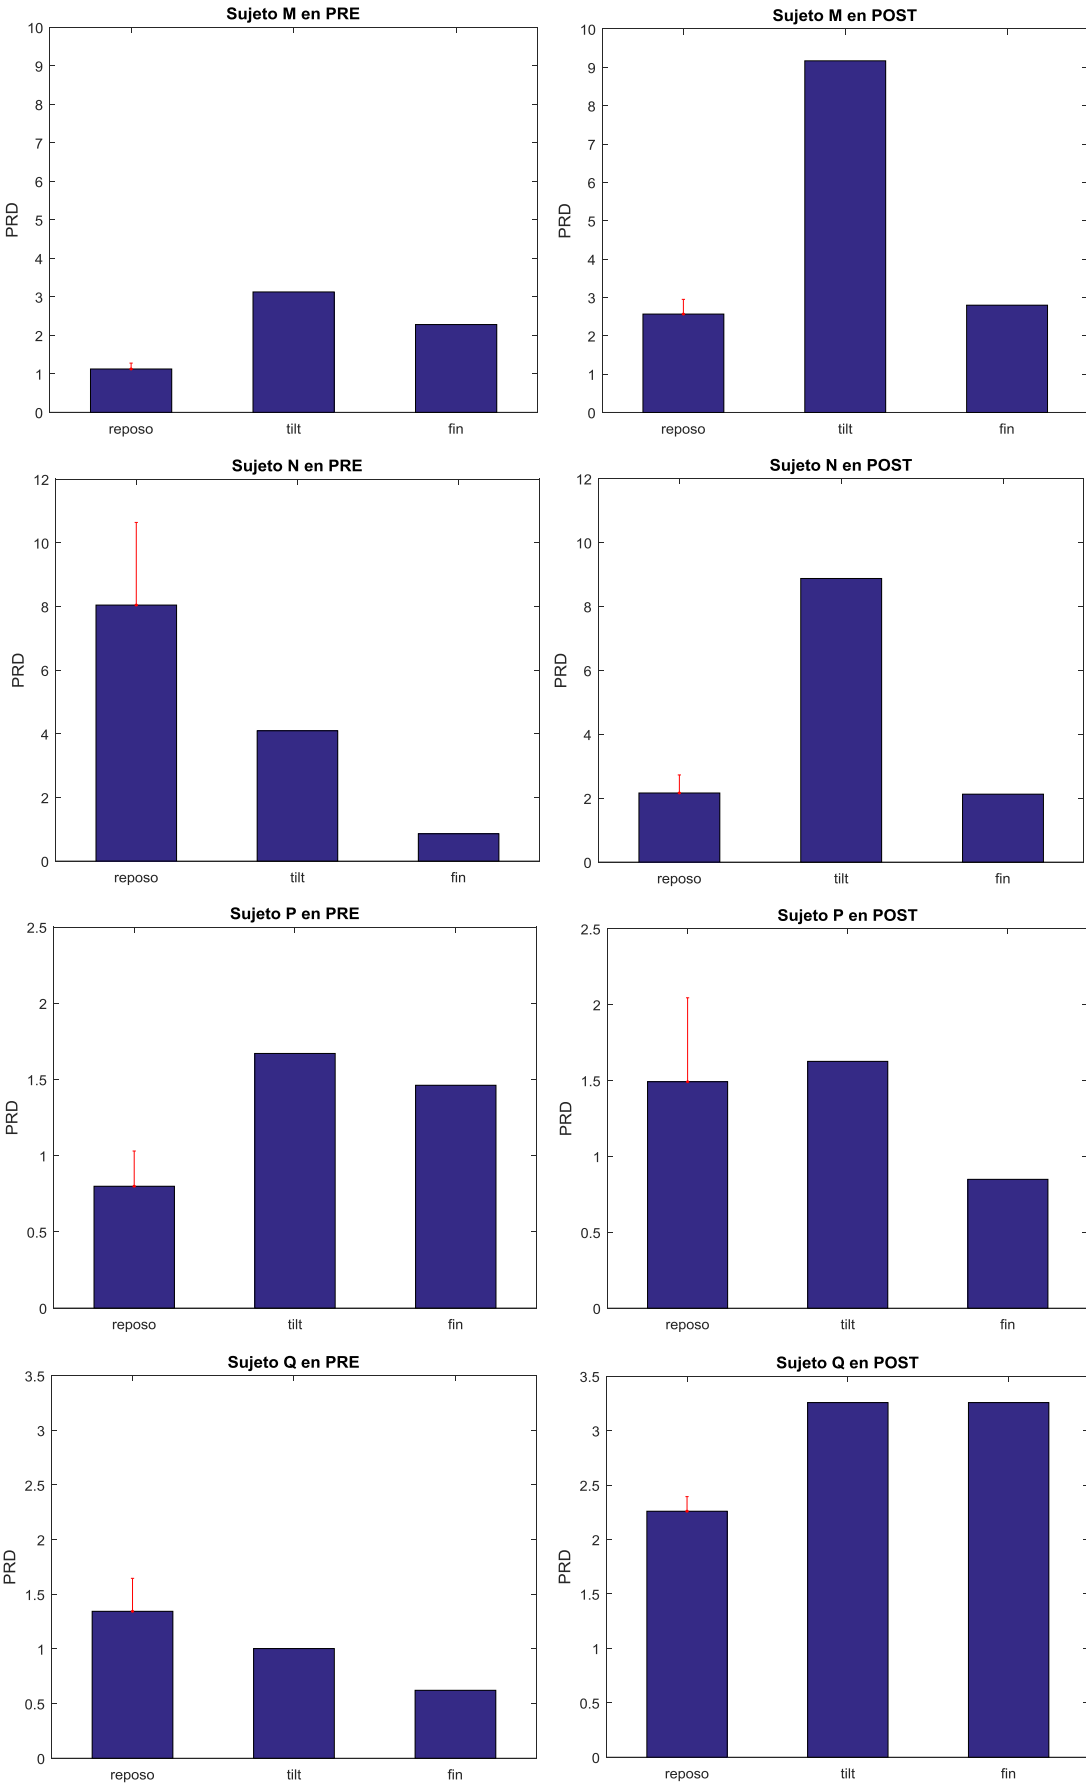 Sujeto M en PRE
10
9
8
7
6
5
4
3
2
1
0
PRD
reposo tilt fin
Sujeto M en POST
10
9
8
7
6
5
4
3
2
1
0
PRD
reposo tilt fin
Sujeto N en PRE
12
10
8
6
4
2
0
PRD
reposo tilt fin
Sujeto N en POST
12
10
8
6
4
2
0
PRD
reposo tilt fin
Sujeto P en PRE
2.5
2
1.5
1
0.5
0
PRD
reposo tilt fin
Sujeto P en POST
2.5
2
1.5
1
0.5
0
PRD
reposo tilt fin
Sujeto Q en PRE
3.5
3
2.5
2
1.5
1
0.5
0
PRD
reposo tilt fin
Sujeto Q en POST
3.5
3
2.5
2
1.5
1
0.5
0
PRD
reposo tilt fin